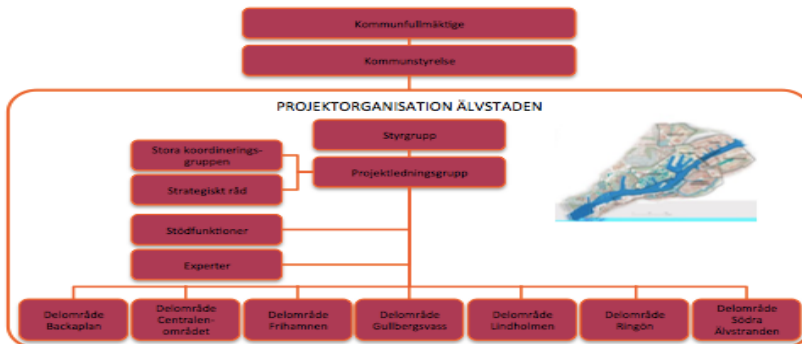 Kommunfullmäktige
Kommunstyrelse
PROJEKTORGANISATION ÄLVSTADEN
Styrgrupp
Stora koordinerings-
gruppen
Projektledningsgrupp
Strategiskt råd
Stödfunktioner
Experter
Delområde
Backaplan
Delområde
Centralen-
området
Delområde
Frihamnen
Delområde
Gullbergsvass
Delområde
Lindholmen
Delområde
Ringön
Delområde
Södra
Älvstranden